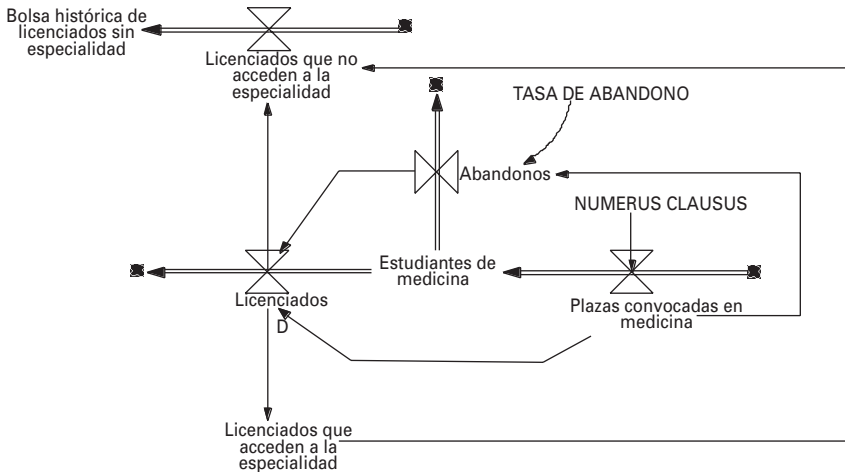 Bolsa histórica de
licenciados sin
especialidad
Licenciados que no
acceden a la
especialidad
TASA DE ABANDONO
Abandonos
NUMERUS CLAUSUS
Estudiantes de
medicina
Licenciados
D
Plazas convocadas en
medicina
Licenciados que
acceden a la
especialidad